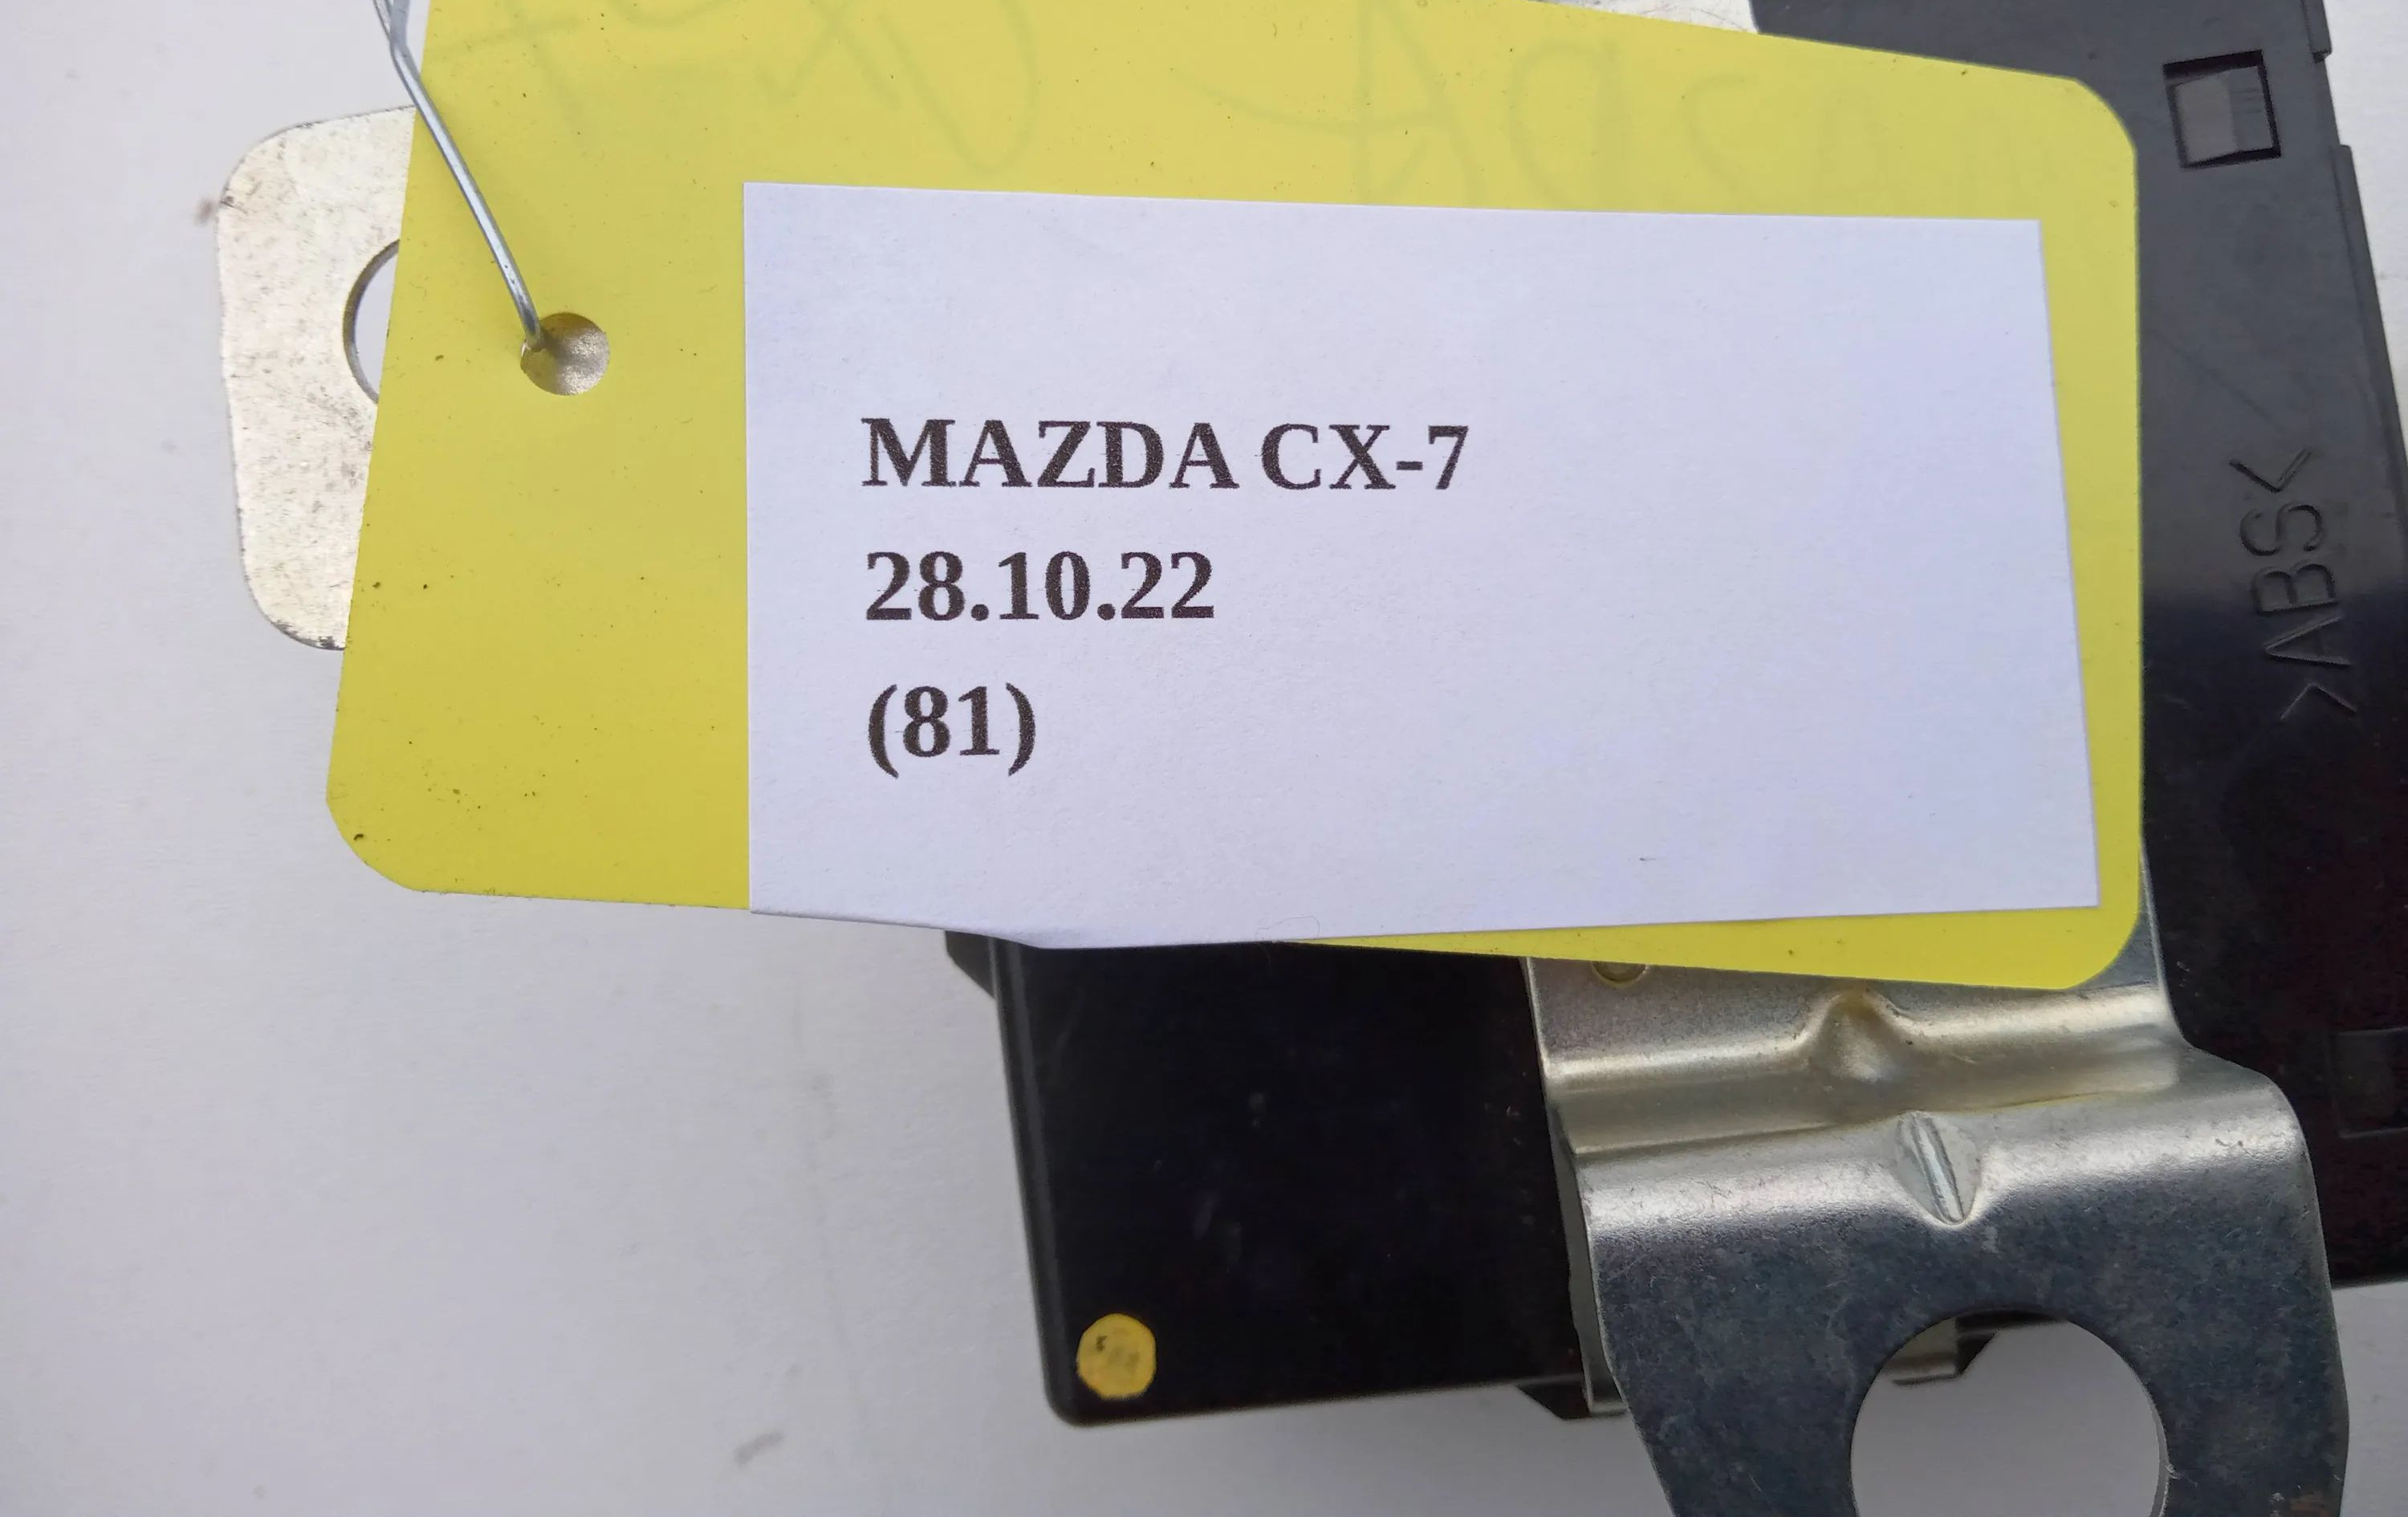 MAZDA CX-7
28.10.22
(81)
>ABS<